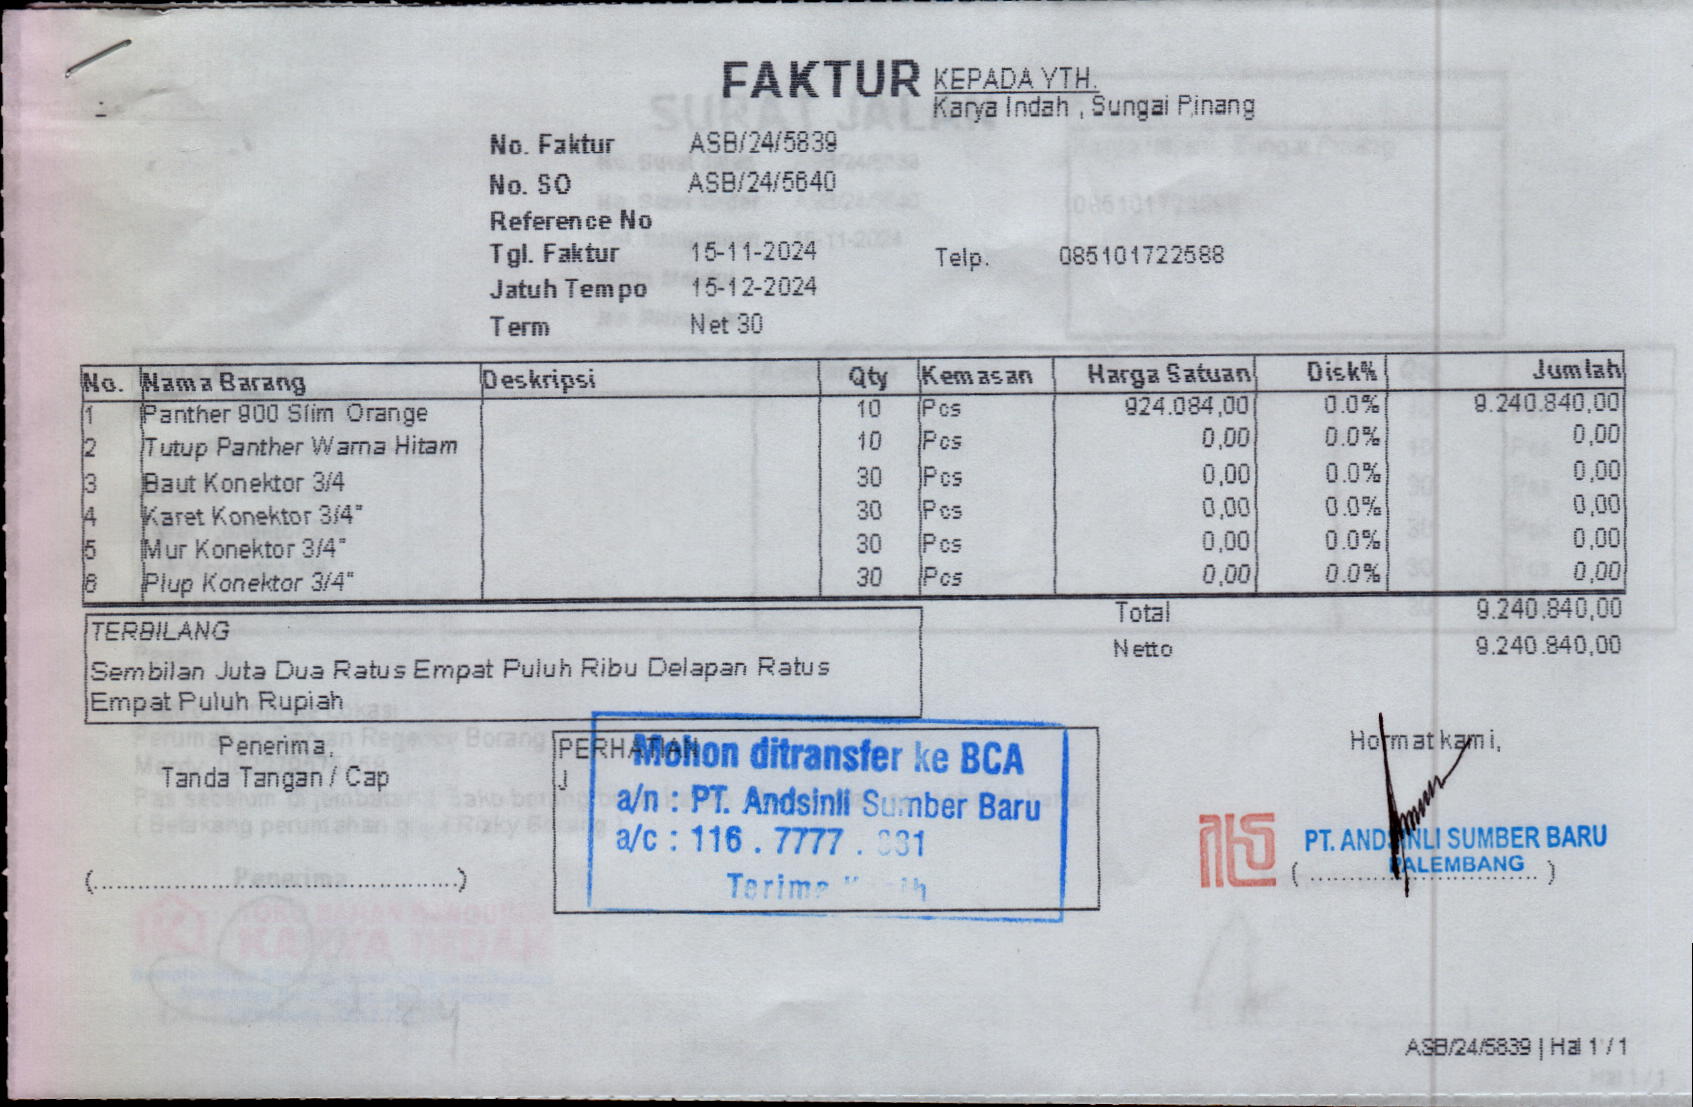 FAKTUR
KEPADA YTH.
Karya Indah , Sungai Pinang
No. Faktur ASB/24/5839
No. SO ASB/24/5640
Reference No
Tgl. Faktur 15-11-2024 Telp. 085101722588
Jatuh Tempo 15-12-2024
Term Net 30
No. Nama Barang Deskripsi Qty Kemasan Harga Satuan Disk% Jumlah
1 Panther 900 Slim Orange 10 Pcs 924.084,00 0.0% 9.240.840,00
2 Tutup Panther Warna Hitam 10 Pcs 0,00 0.0% 0,00
3 Baut Konektor 3/4 30 Pcs 0,00 0.0% 0,00
4 Karet Konektor 3/4" 30 Pcs 0,00 0.0% 0,00
5 Mur Konektor 3/4" 30 Pcs 0,00 0.0% 0,00
6 Plup Konektor 3/4" 30 Pcs 0,00 0.0% 0,00
Total 9.240.840,00
Netto 9.240.840,00
TERBILANG
Sembilan Juta Dua Ratus Empat Puluh Ribu Delapan Ratus
Empat Puluh Rupiah
Penerima,
Tanda Tangan / Cap
(..................................................)
PERHATIAN
Mohon ditransfer ke BCA
a/n : PT. Andsinli Sumber Baru
a/c : 116 . 7777 .
Hormat kami,
PT. ANDSINLI SUMBER BARU
PALEMBANG
(................................)
ASB/24/5839 | Hal 1 / 1